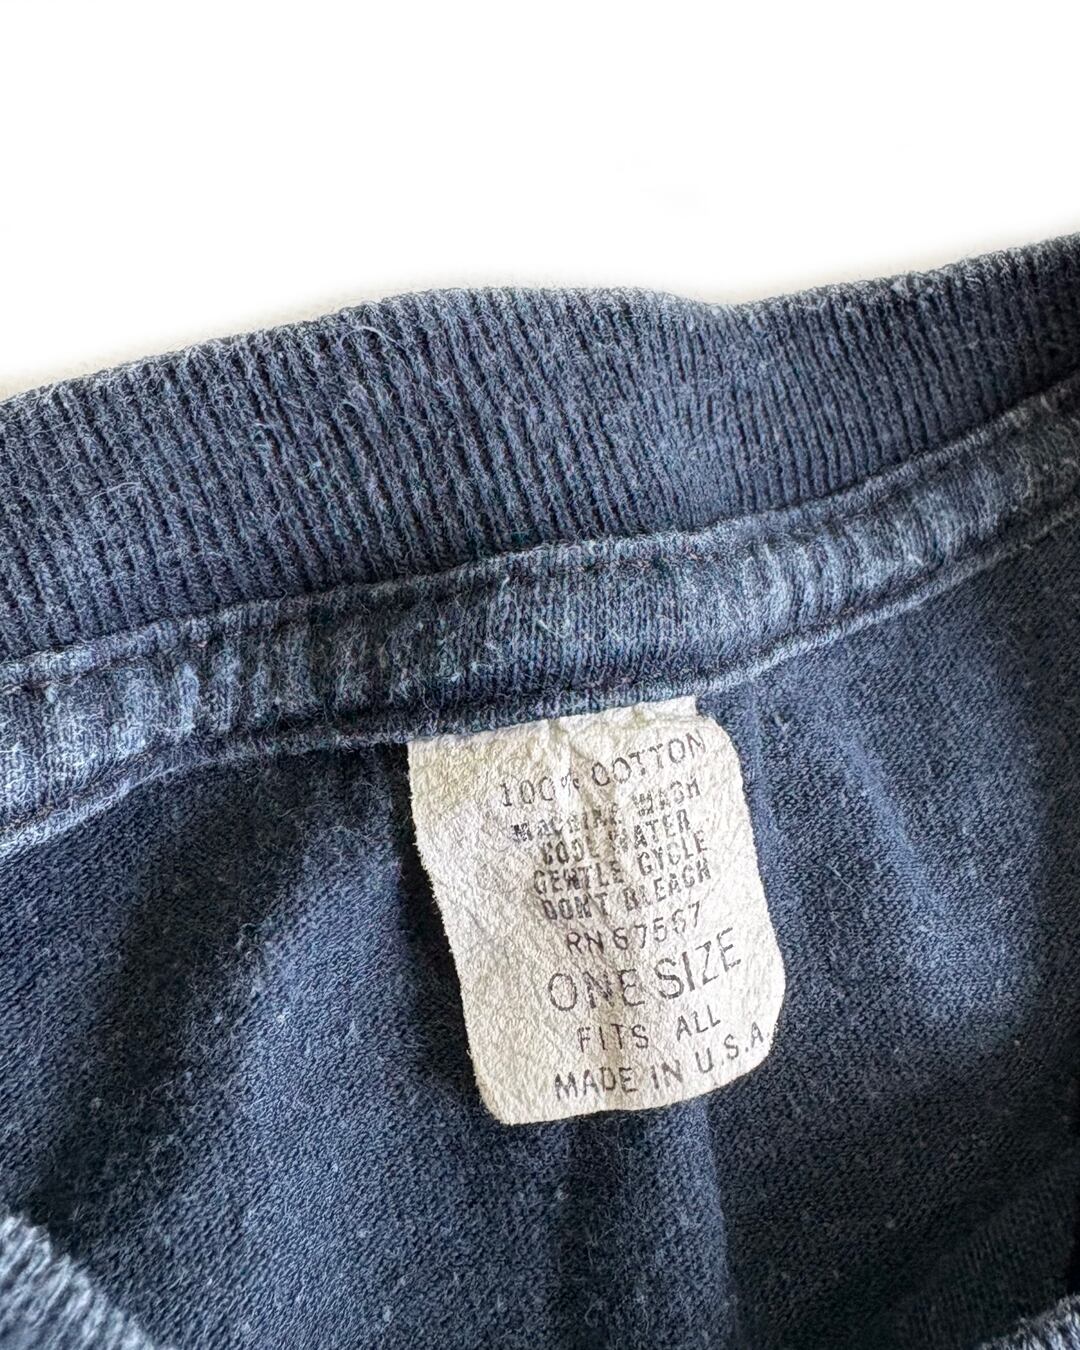 100% COTTON
MACHINE WASH
COOL WATER
GENTLE CYCLE
DON'T BLEACH
RN 67567
ONE SIZE
FITS ALL
MADE IN U.S.A.